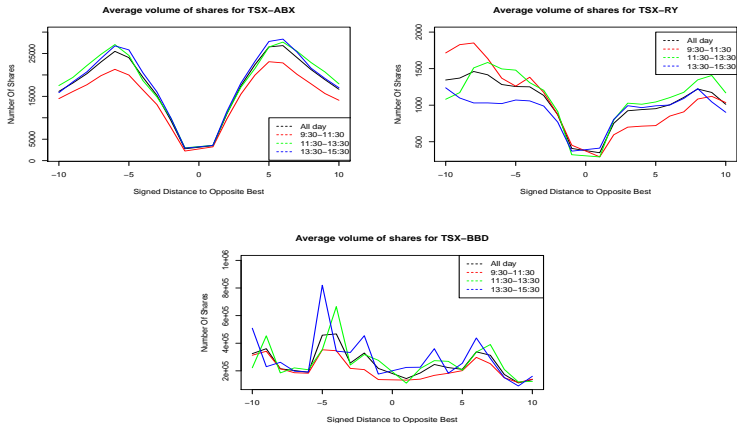 Average volume of shares for TSX−ABX
Number Of Shares
0 5000 15000 25000
All day
9:30−11:30
11:30−13:30
13:30−15:30
−10 −5 0 5 10
Signed Distance to Opposite Best
Average volume of shares for TSX−RY
Number Of Shares
500 1000 1500 2000
All day
9:30−11:30
11:30−13:30
13:30−15:30
−10 −5 0 5 10
Signed Distance to Opposite Best
Average volume of shares for TSX−BBD
Number Of Shares
2e+05 4e+05 6e+05 8e+05 1e+06
All day
9:30−11:30
11:30−13:30
13:30−15:30
−10 −5 0 5 10
Signed Distance to Opposite Best